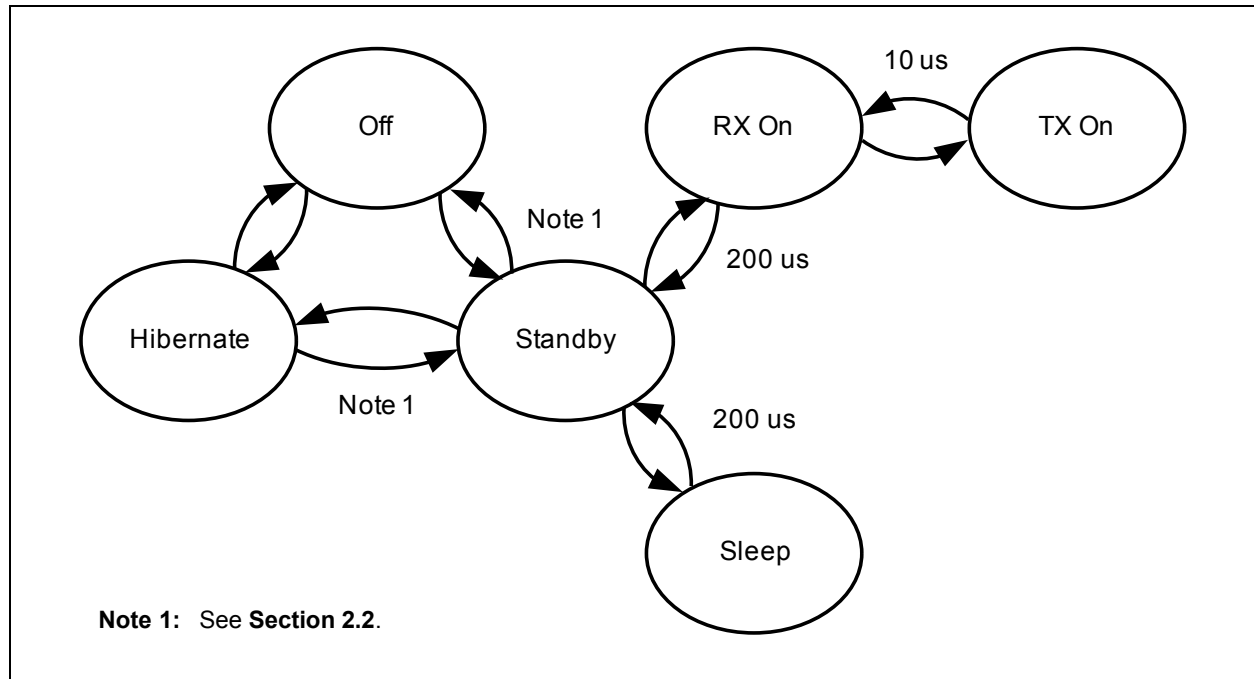 10 us
Off
RX On
TX On
Note 1
200 us
Hibernate
Standby
Note 1
200 us
Sleep
Note 1: See Section 2.2.